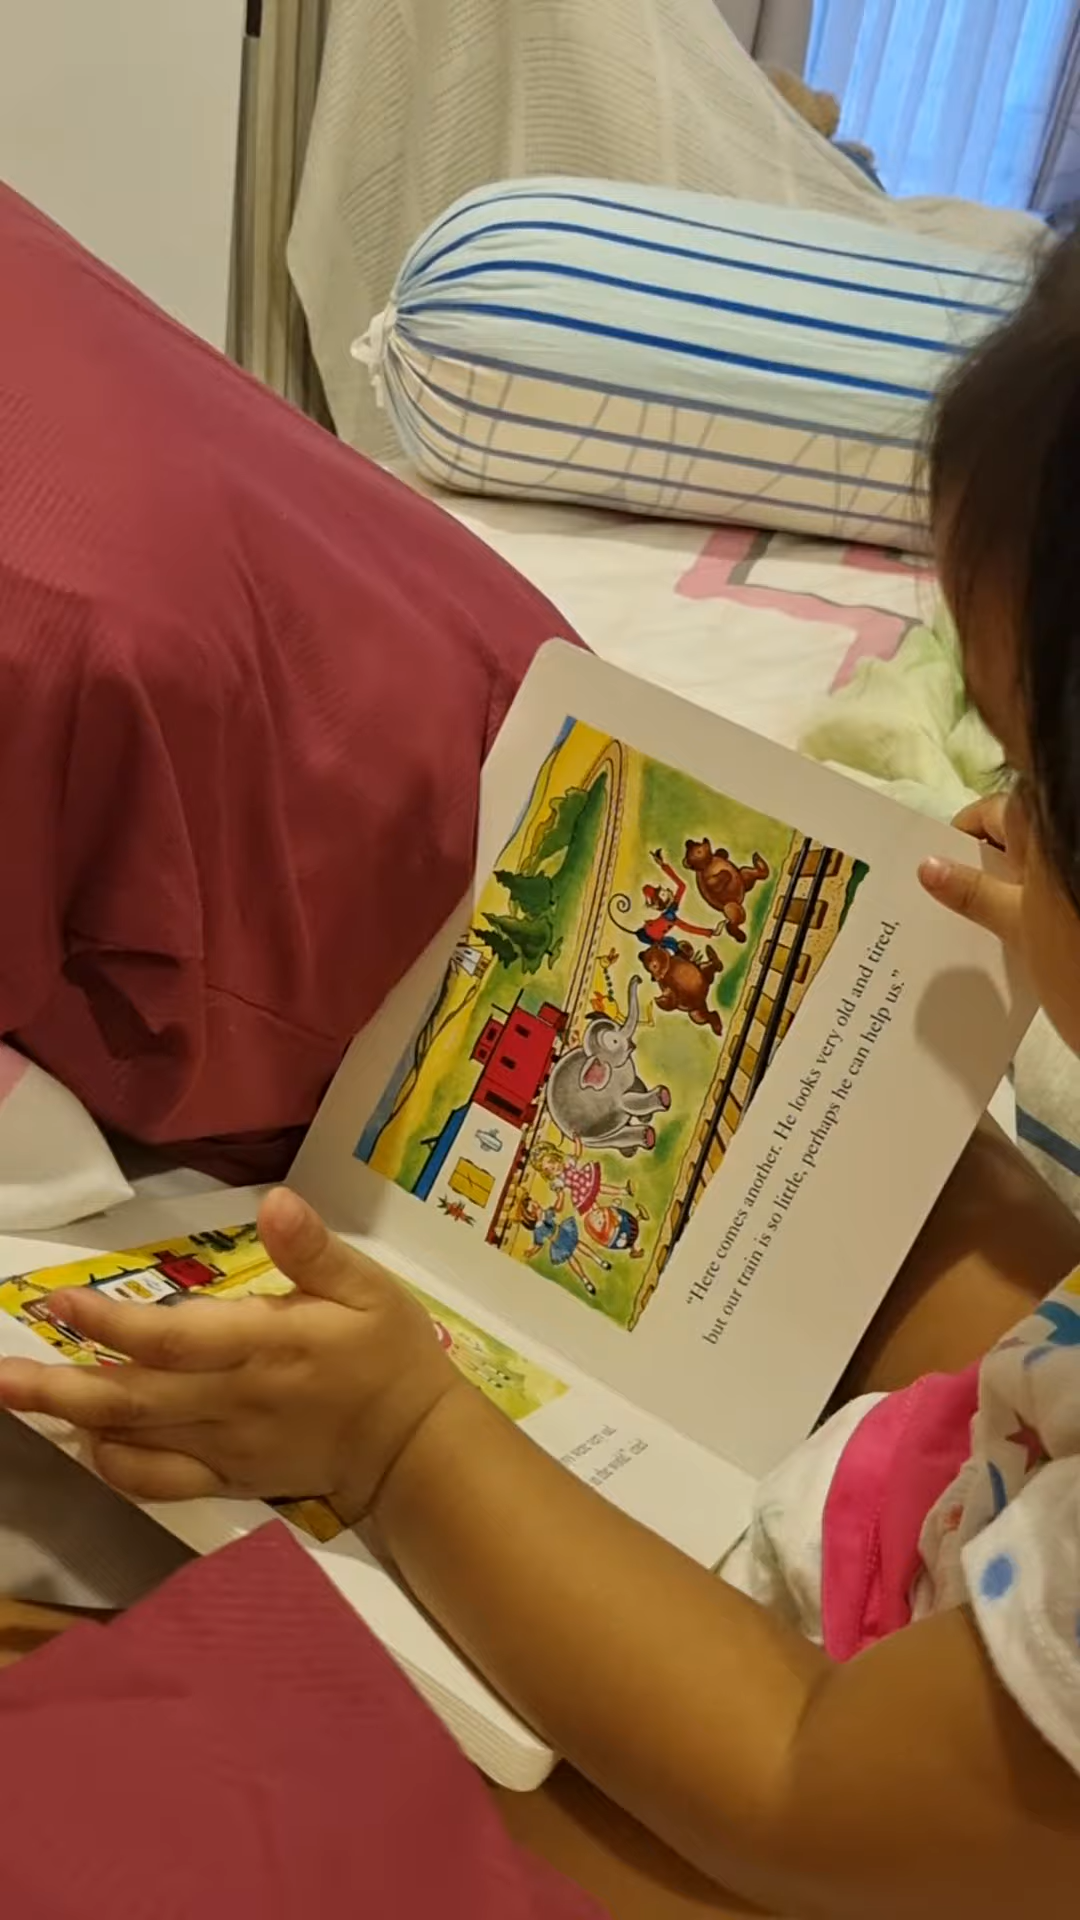 "Here comes another. He looks very old and tired,
but our train is so little, perhaps he can help us."